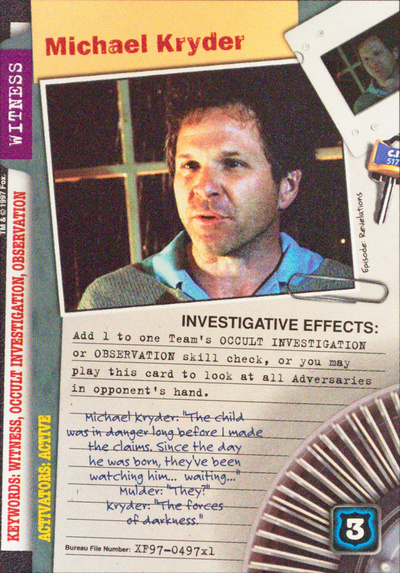 Michael Kryder
WITNESS
TM & © 1997 Fox.
KEYWORDS: WITNESS, OCCULT INVESTIGATION, OBSERVATION
ACTIVATORS: ACTIVE
517
Episode: Revelations
INVESTIGATIVE EFFECTS:
Add 1 to one Team's OCCULT INVESTIGATION
or OBSERVATION skill check, or you may
play this card to look at all Adversaries
in opponent's hand.
Michael Kryder: "The child
was in danger long before I made
the claims. Since the day
he was born, they've been
watching him... waiting..."
Mulder: "They?"
Kryder: "The forces
of darkness."
3
Bureau File Number: XF97-0497x1